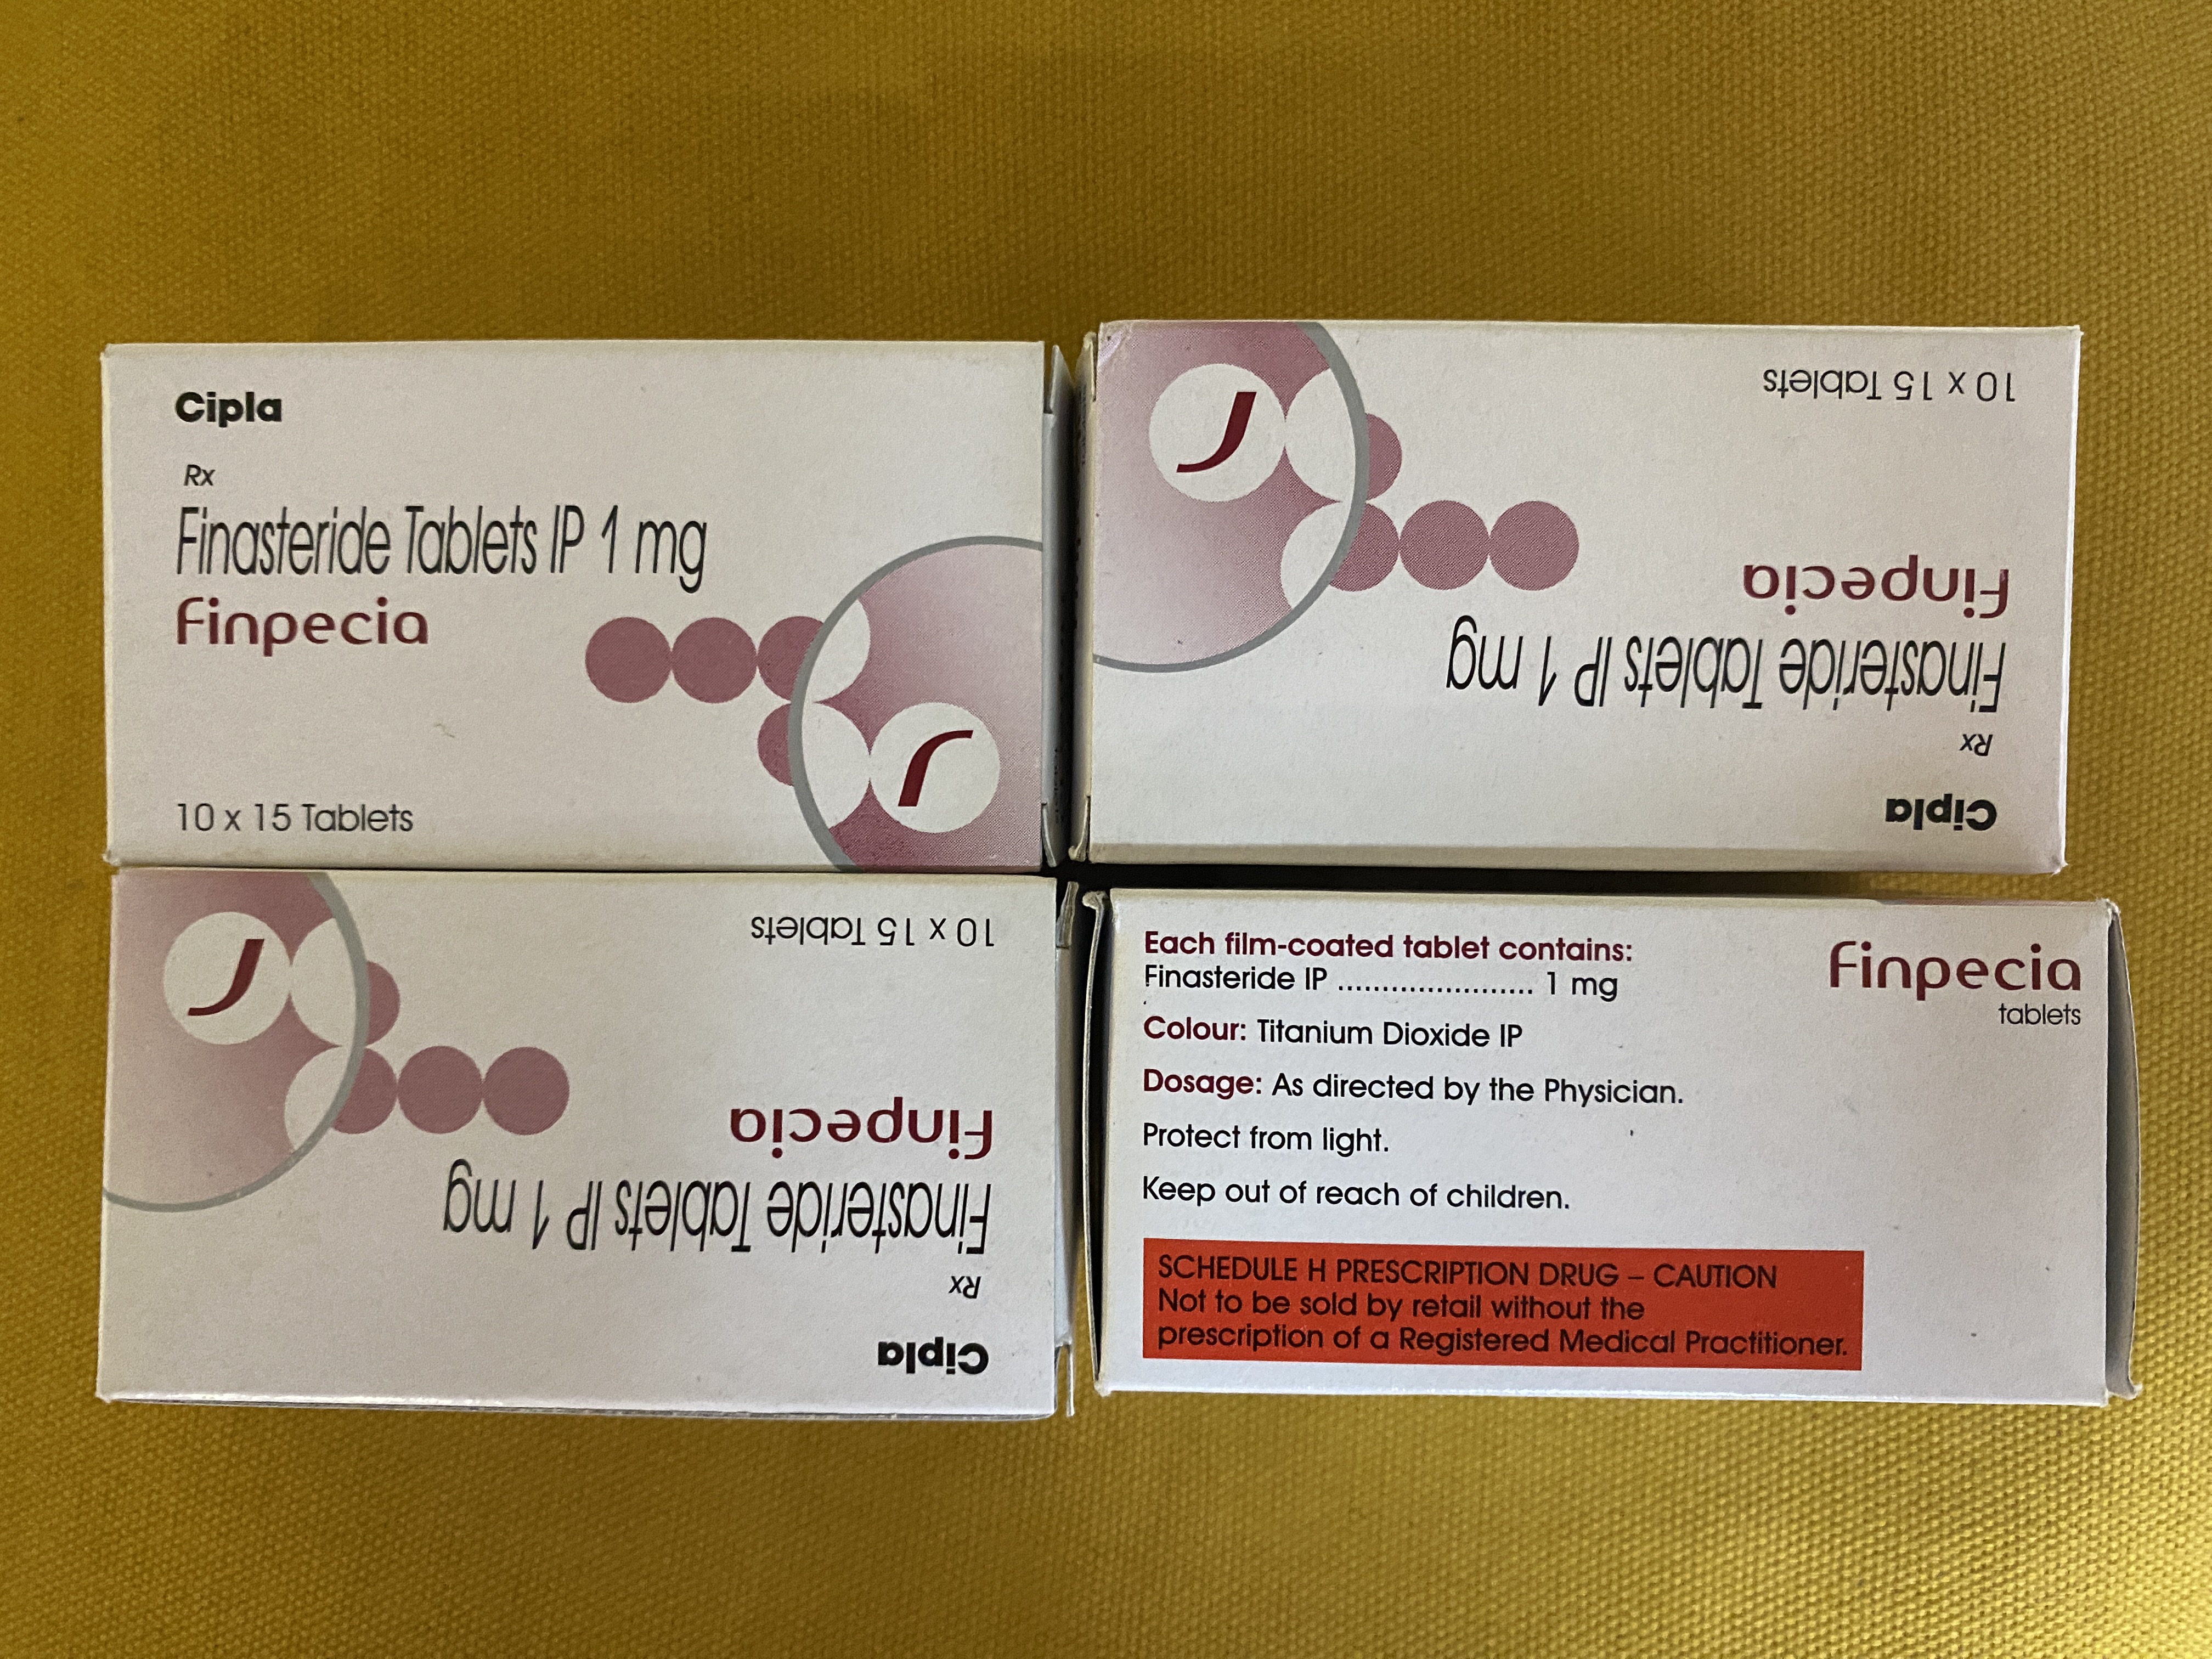 Cipla
Rx
Finasteride Tablets IP 1 mg
Finpecia
10 x 15 Tablets
Cipla
Rx
Finasteride Tablets IP 1 mg
Finpecia
10 x 15 Tablets
Cipla
Rx
Finasteride Tablets IP 1 mg
Finpecia
10 x 15 Tablets
Finpecia
tablets
Each film-coated tablet contains:
Finasteride IP ...................... 1 mg
Colour: Titanium Dioxide IP
Dosage: As directed by the Physician.
Protect from light.
Keep out of reach of children.
SCHEDULE H PRESCRIPTION DRUG – CAUTION
Not to be sold by retail without the
prescription of a Registered Medical Practitioner.